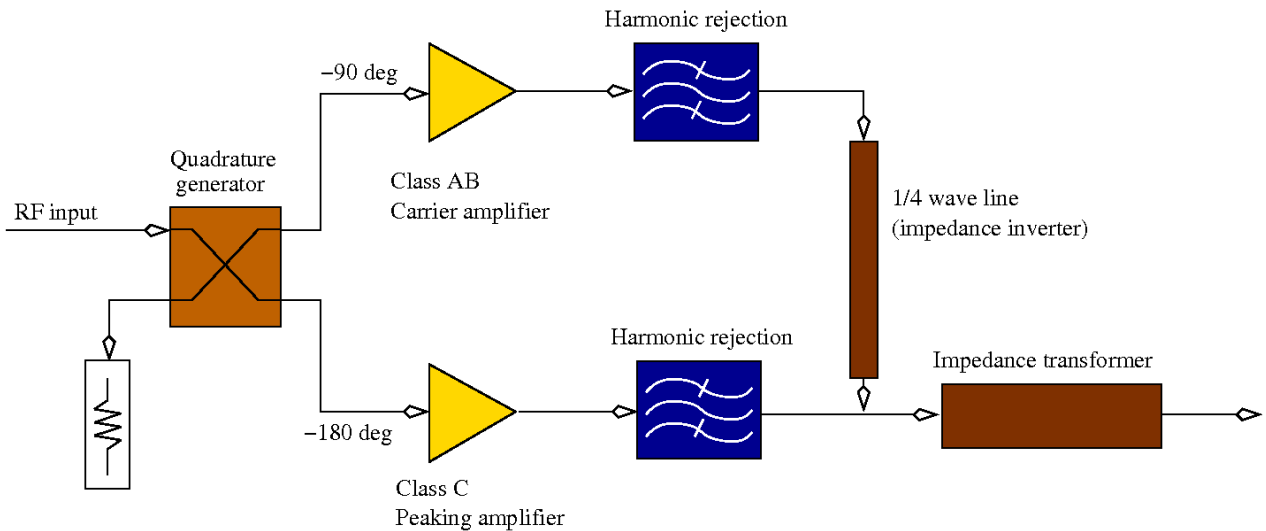 Harmonic rejection
−90 deg
Quadrature
generator
Class AB
Carrier amplifier
1/4 wave line
(impedance inverter)
RF input
Harmonic rejection
Impedance transformer
−180 deg
Class C
Peaking amplifier